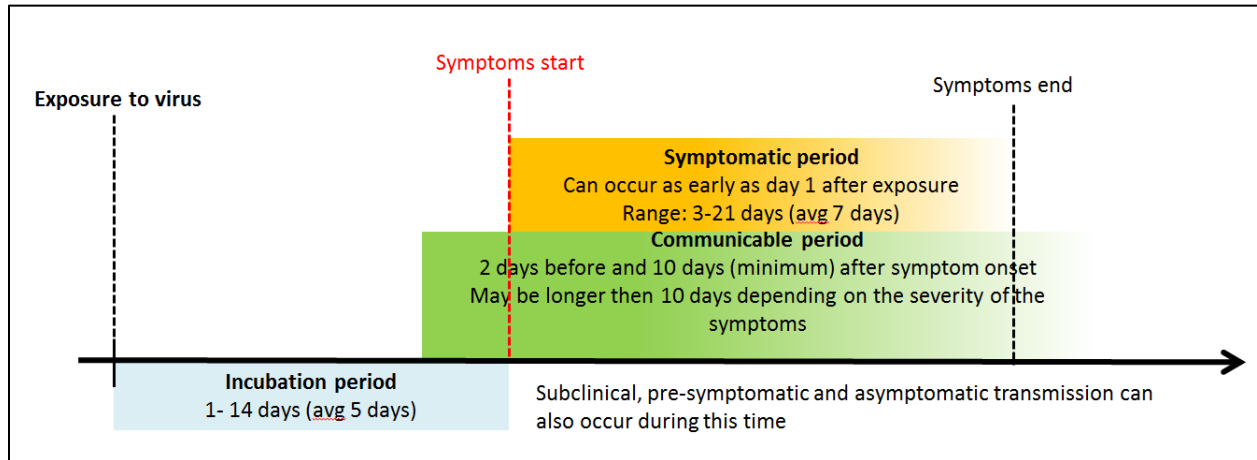 Symptoms start
Exposure to virus
Symptoms end
Symptomatic period
Can occur as early as day 1 after exposure
Range: 3-21 days (avg 7 days)
Communicable period
2 days before and 10 days (minimum) after symptom onset
May be longer then 10 days depending on the severity of the
symptoms
Incubation period
1- 14 days (avg 5 days)
Subclinical, pre-symptomatic and asymptomatic transmission can
also occur during this time